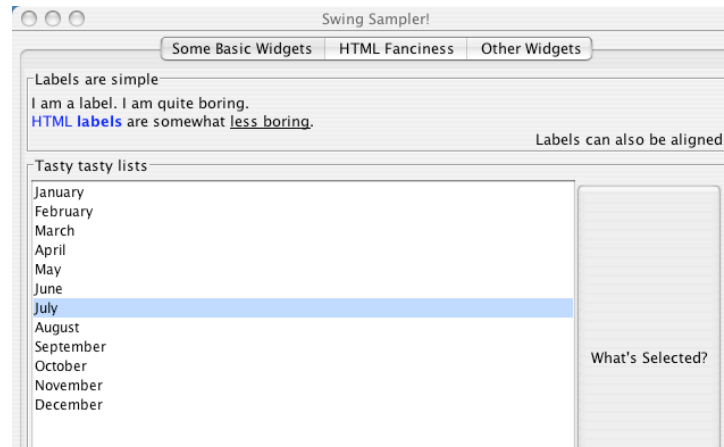 Swing Sampler!
Some Basic Widgets HTML Fanciness Other Widgets
Labels are simple
I am a label. I am quite boring.
HTML labels are somewhat less boring.
Labels can also be aligned
Tasty tasty lists
January
February
March
April
May
June
July
August
September
October
November
December
What's Selected?